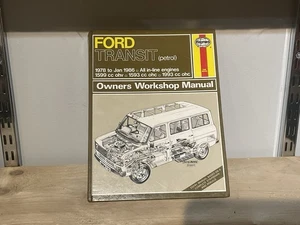 FORD
TRANSIT (petrol)
1978 to Jan 1986 □ All in-line engines
1599 cc ohv □ 1593 cc ohc □ 1993 cc ohc
Owners Workshop Manual
Haynes